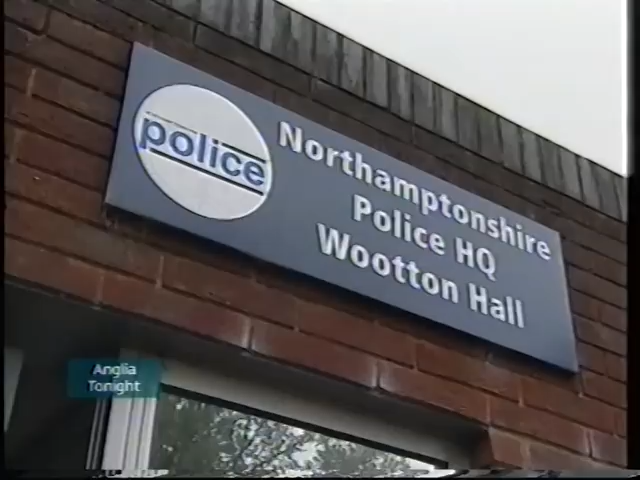 police
Northamptonshire
Police HQ
Wootton Hall
Anglia
Tonight